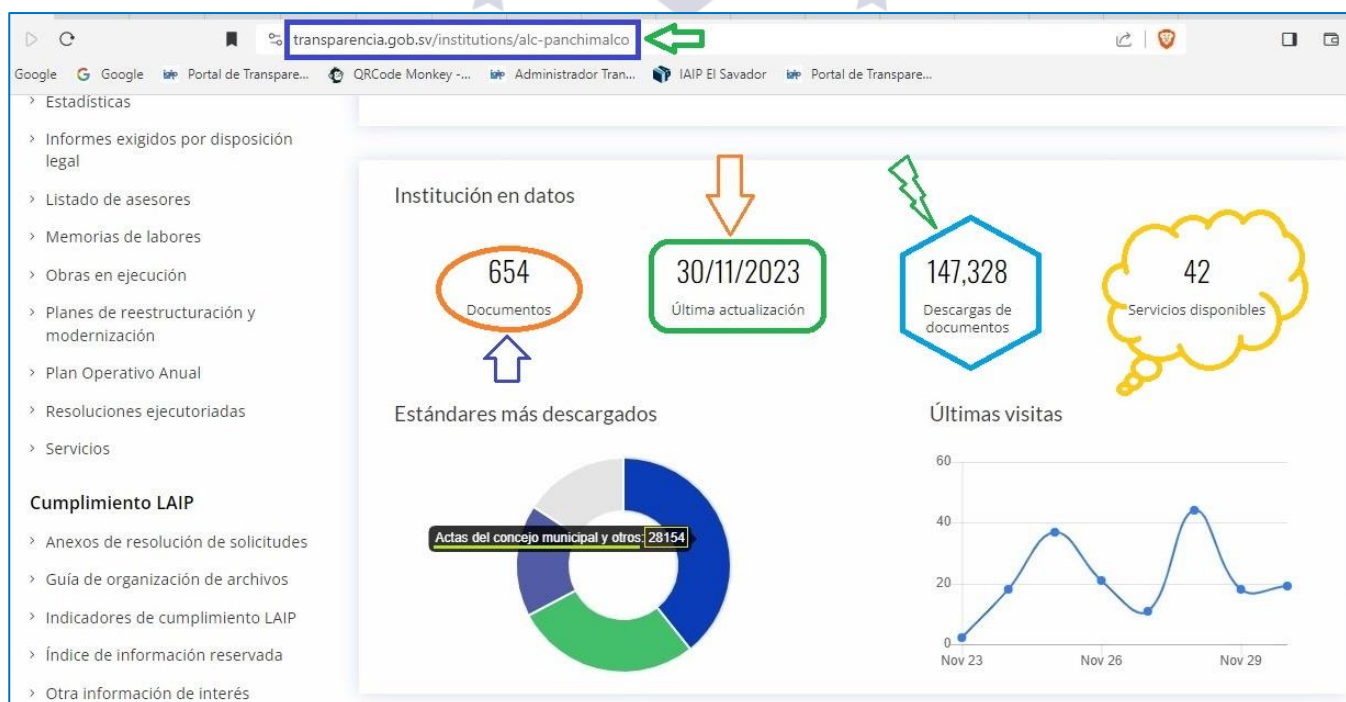 transparencia.gob.sv/institutions/alc-panchimalco
Google Google Portal de Transpare... QRCode Monkey -... Administrador Tran... IAIP El Savador Portal de Transpare...
Estadísticas
Informes exigidos por disposición
legal
Listado de asesores
Memorias de labores
Obras en ejecución
Planes de reestructuración y
modernización
Plan Operativo Anual
Resoluciones ejecutoriadas
Servicios
Cumplimiento LAIP
Anexos de resolución de solicitudes
Guía de organización de archivos
Indicadores de cumplimiento LAIP
Índice de información reservada
Otra información de interés
Institución en datos
654
Documentos
30/11/2023
Última actualización
147,328
Descargas de
documentos
42
Servicios disponibles
Estándares más descargados
Actas del concejo municipal y otros: 28154
Últimas visitas
60
40
20
0
Nov 23 Nov 26 Nov 29